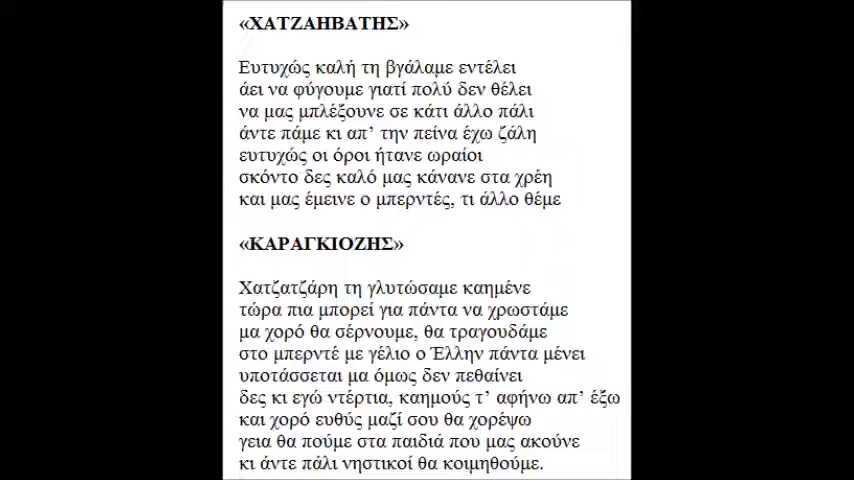 «ΧΑΤΖΑΗΒΑΤΗΣ»
Ευτυχώς καλή τη βγάλαμε εντέλει
άει να φύγουμε γιατί πολύ δεν θέλει
να μας μπλέξουνε σε κάτι άλλο πάλι
άντε πάμε κι απ’ την πείνα έχω ζάλη
ευτυχώς οι όροι ήτανε ωραίοι
σκόντο δες καλό μας κάνανε στα χρέη
και μας έμεινε ο μπερντές, τι άλλο θέμε
«ΚΑΡΑΓΚΙΟΖΗΣ»
Χατζατζάρη τη γλυτώσαμε καημένε
τώρα πια μπορεί για πάντα να χρωστάμε
μα χορό θα σέρνουμε, θα τραγουδάμε
στο μπερντέ με γέλιο ο Έλλην πάντα μένει
υποτάσσεται μα όμως δεν πεθαίνει
δες κι εγώ ντέρτια, καημούς τ’ αφήνω απ’ έξω
και χορό ευθύς μαζί σου θα χορέψω
γεια θα πούμε στα παιδιά που μας ακούνε
κι άντε πάλι νηστικοί θα κοιμηθούμε.